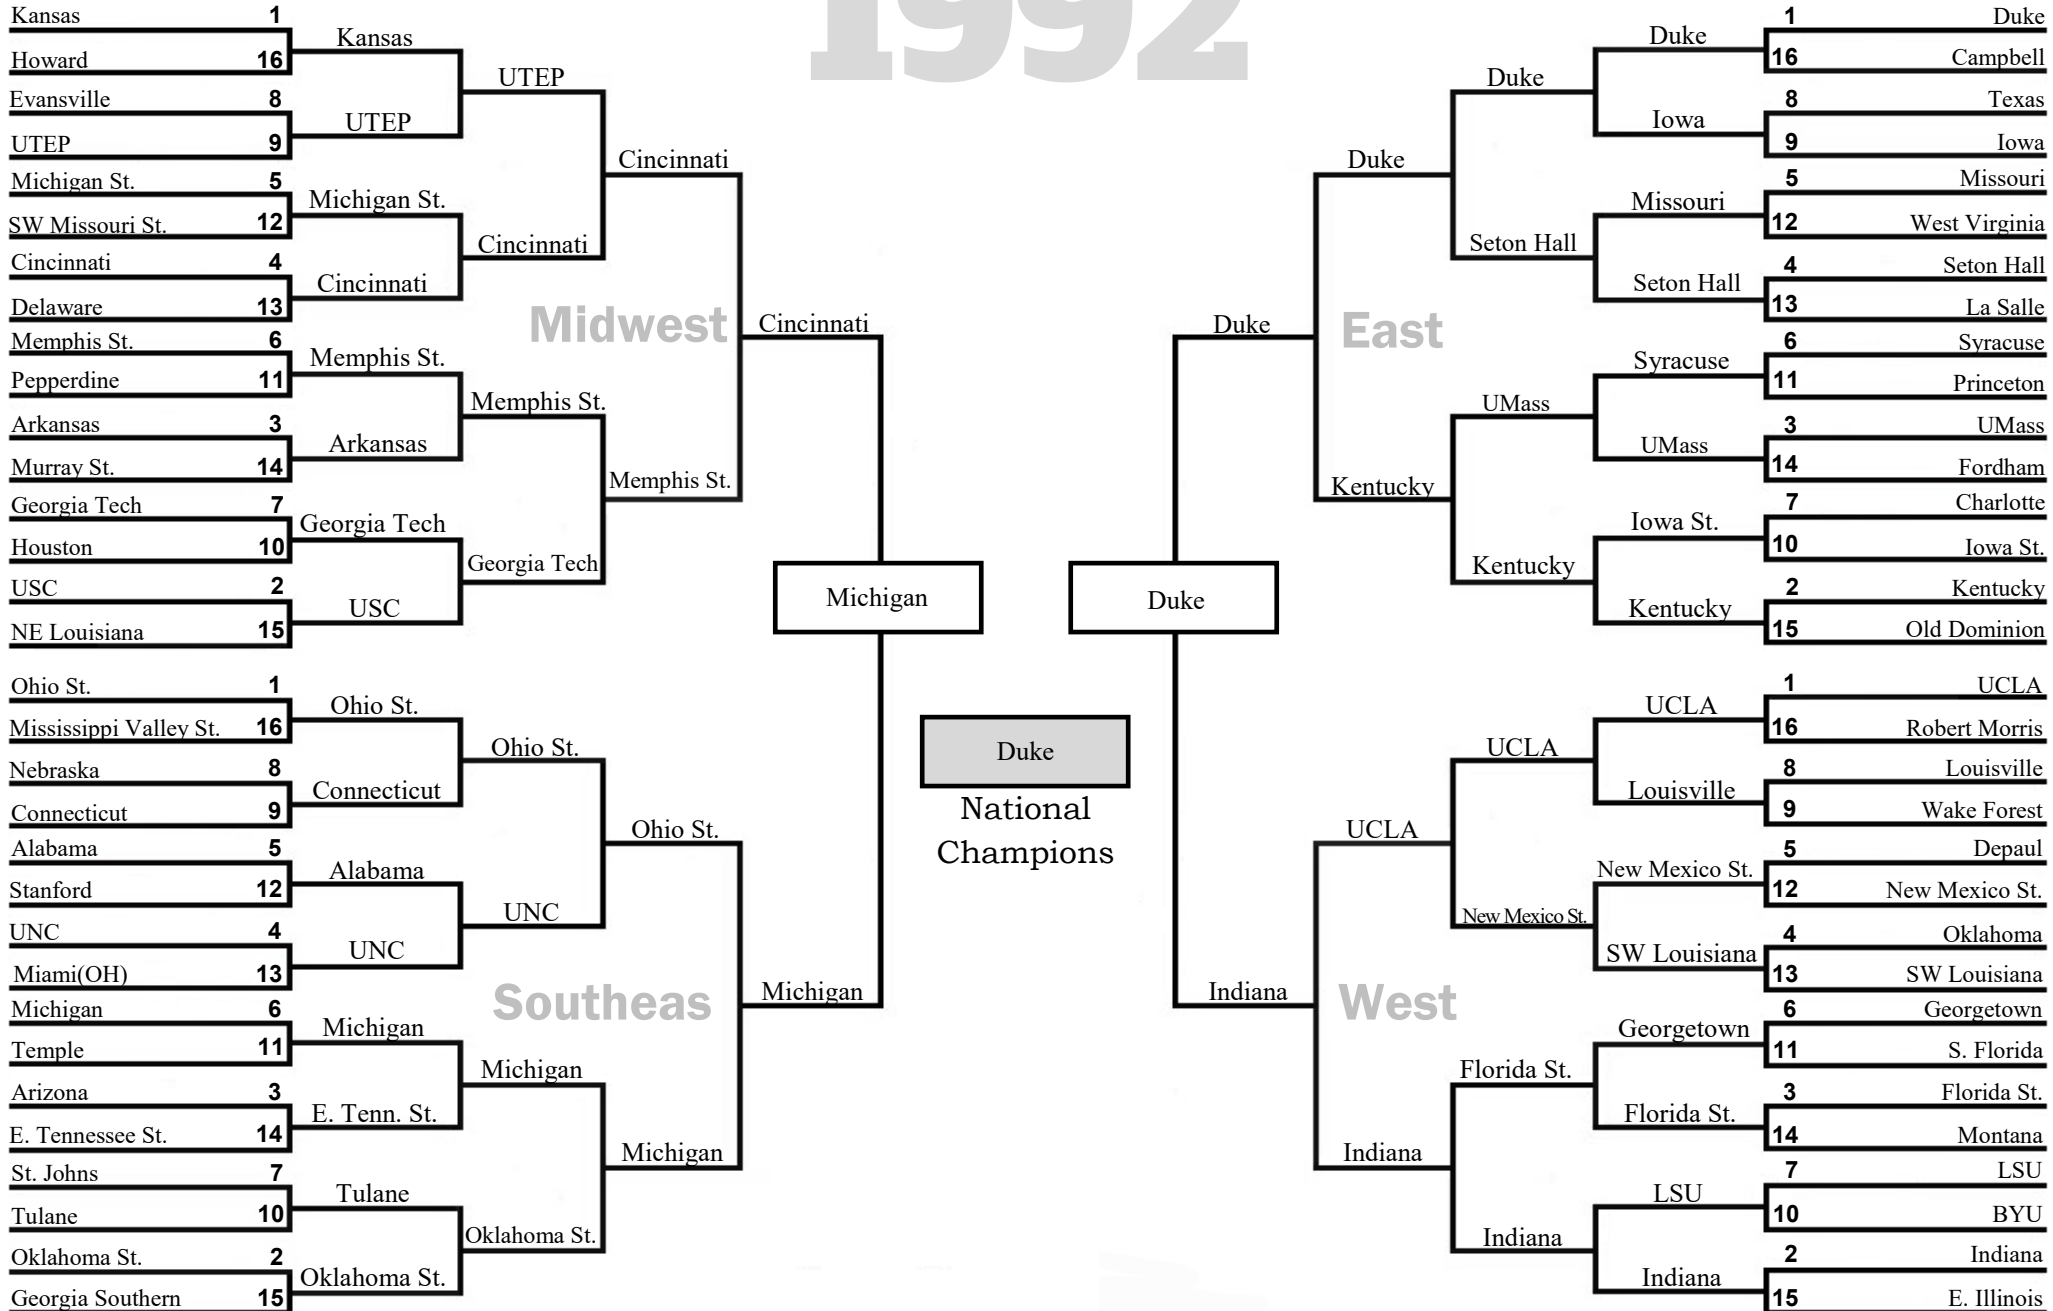 1992
Kansas 1
Howard 16
Evansville 8
UTEP 9
Michigan St. 5
SW Missouri St. 12
Cincinnati 4
Delaware 13
Memphis St. 6
Pepperdine 11
Arkansas 3
Murray St. 14
Georgia Tech 7
Houston 10
USC 2
NE Louisiana 15
Kansas
UTEP
Michigan St.
Cincinnati
Memphis St.
Arkansas
Georgia Tech
USC
UTEP
Cincinnati
Memphis St.
Georgia Tech
Cincinnati
Memphis St.
Midwest
Cincinnati
Ohio St. 1
Mississippi Valley St. 16
Nebraska 8
Connecticut 9
Alabama 5
Stanford 12
UNC 4
Miami(OH) 13
Michigan 6
Temple 11
Arizona 3
E. Tennessee St. 14
St. Johns 7
Tulane 10
Oklahoma St. 2
Georgia Southern 15
Ohio St.
Connecticut
Alabama
UNC
Michigan
E. Tenn. St.
Tulane
Oklahoma St.
Ohio St.
UNC
Michigan
Oklahoma St.
Ohio St.
Michigan
Southeas
Michigan
Michigan
Duke
Duke
National
Champions
1 Duke
16 Campbell
8 Texas
9 Iowa
5 Missouri
12 West Virginia
4 Seton Hall
13 La Salle
6 Syracuse
11 Princeton
3 UMass
14 Fordham
7 Charlotte
10 Iowa St.
2 Kentucky
15 Old Dominion
Duke
Iowa
Missouri
Seton Hall
Syracuse
UMass
Iowa St.
Kentucky
Duke
Seton Hall
UMass
Kentucky
Duke
Kentucky
East
Duke
1 UCLA
16 Robert Morris
8 Louisville
9 Wake Forest
5 Depaul
12 New Mexico St.
4 Oklahoma
13 SW Louisiana
6 Georgetown
11 S. Florida
3 Florida St.
14 Montana
7 LSU
10 BYU
2 Indiana
15 E. Illinois
UCLA
Louisville
New Mexico St.
SW Louisiana
Georgetown
Florida St.
LSU
Indiana
UCLA
New Mexico St.
Florida St.
Indiana
UCLA
Indiana
West
Indiana